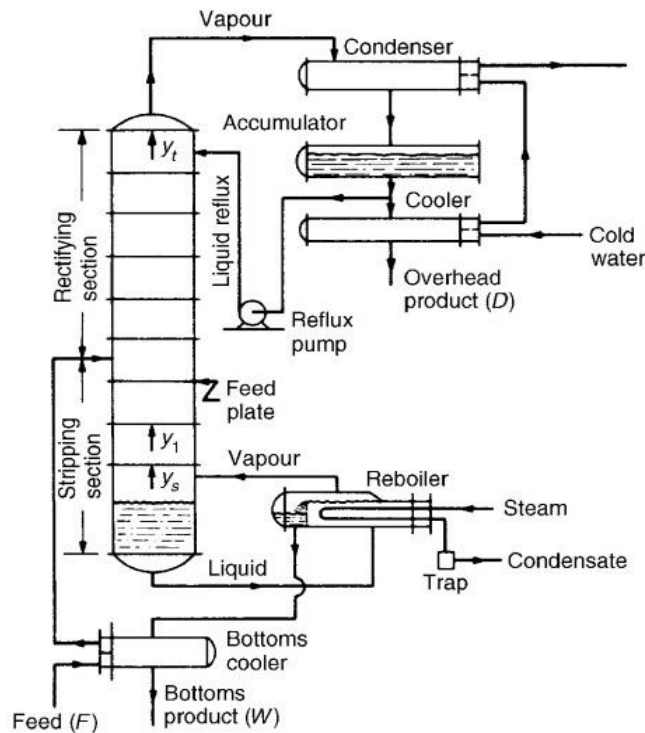 Vapour
Condenser
Accumulator
yt
Liquid reflux
Cooler
Cold
water
Overhead
product (D)
Reflux
pump
Rectifying
section
Feed
plate
Stripping
section
y1
ys
Vapour
Reboiler
Steam
Condensate
Trap
Liquid
Bottoms
cooler
Bottoms
product (W)
Feed (F)